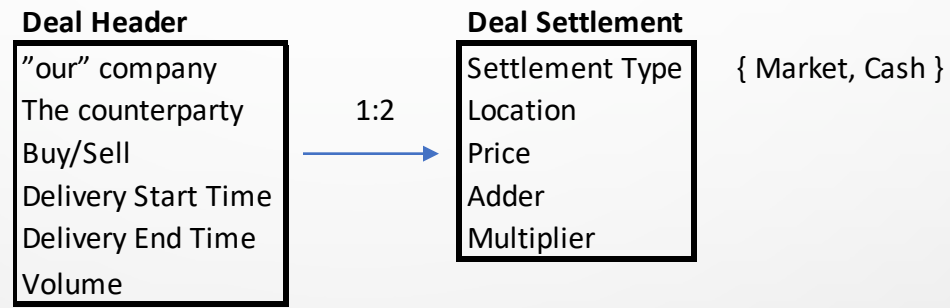 Deal Header
”our” company
The counterparty
Buy/Sell
Delivery Start Time
Delivery End Time
Volume
1:2
Deal Settlement
Settlement Type
Location
Price
Adder
Multiplier
{ Market, Cash }